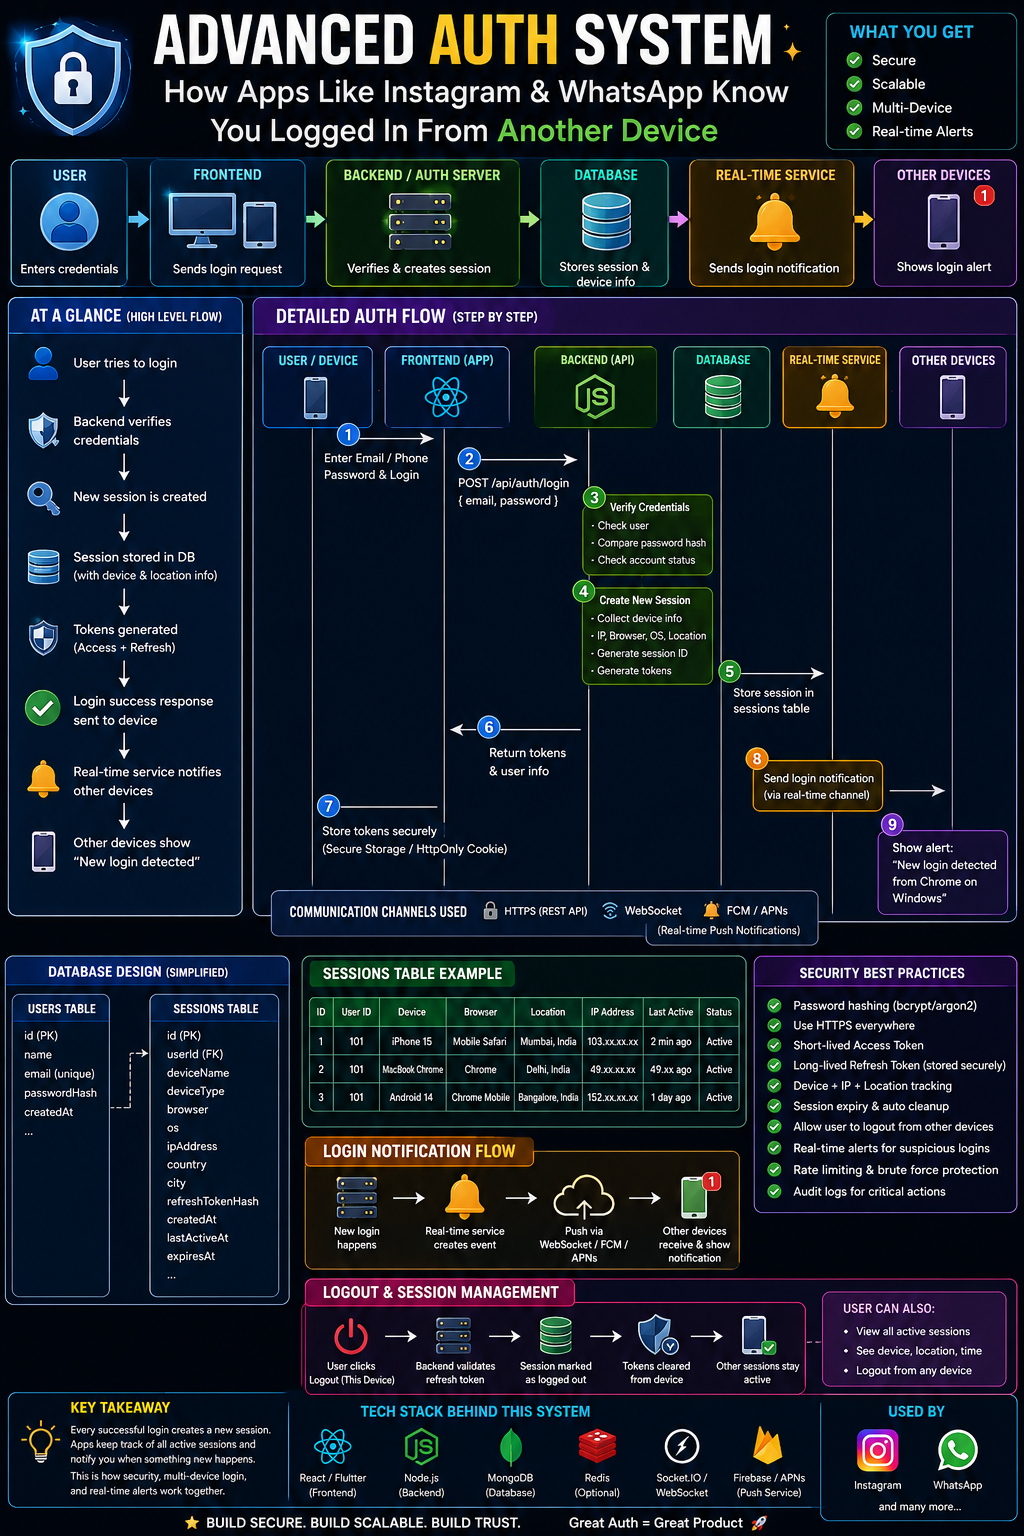 ADVANCED AUTH SYSTEM
How Apps Like Instagram & WhatsApp Know
You Logged In From Another Device
WHAT YOU GET
Secure
Scalable
Multi-Device
Real-time Alerts
USER
Enters credentials
FRONTEND
Sends login request
BACKEND / AUTH SERVER
Verifies & creates session
DATABASE
Stores session &
device info
REAL-TIME SERVICE
Sends login notification
OTHER DEVICES
1
Shows login alert
AT A GLANCE (HIGH LEVEL FLOW)
User tries to login
Backend verifies
credentials
New session is created
Session stored in DB
(with device & location info)
Tokens generated
(Access + Refresh)
Login success response
sent to device
Real-time service notifies
other devices
Other devices show
"New login detected"
DETAILED AUTH FLOW (STEP BY STEP)
USER / DEVICE
FRONTEND (APP)
BACKEND (API)
JS
DATABASE
REAL-TIME SERVICE
OTHER DEVICES
1
Enter Email / Phone
Password & Login
2
POST /api/auth/login
{ email, password }
3
Verify Credentials
- Check user
- Compare password hash
- Check account status
4
Create New Session
- Collect device info
- IP, Browser, OS, Location
- Generate session ID
- Generate tokens
5
Store session in
sessions table
6
Return tokens
& user info
7
Store tokens securely
(Secure Storage / HttpOnly Cookie)
8
Send login notification
(via real-time channel)
9
Show alert:
"New login detected
from Chrome on
Windows"
COMMUNICATION CHANNELS USED
HTTPS (REST API)
WebSocket
FCM / APNs
(Real-time Push Notifications)
DATABASE DESIGN (SIMPLIFIED)
USERS TABLE
id (PK)
name
email (unique)
passwordHash
createdAt
...
SESSIONS TABLE
id (PK)
userId (FK)
deviceName
deviceType
browser
os
ipAddress
country
city
refreshTokenHash
createdAt
lastActiveAt
expiresAt
...
SESSIONS TABLE EXAMPLE
ID User ID Device Browser Location IP Address Last Active Status
1 101 iPhone 15 Mobile Safari Mumbai, India 103.xx.xx.xx 2 min ago Active
2 101 MacBook Chrome Chrome Delhi, India 49.xx.xx.xx 49.xx ago Active
3 101 Android 14 Chrome Mobile Bangalore, India 152.xx.xx.xx 1 day ago Active
SECURITY BEST PRACTICES
Password hashing (bcrypt/argon2)
Use HTTPS everywhere
Short-lived Access Token
Long-lived Refresh Token (stored securely)
Device + IP + Location tracking
Session expiry & auto cleanup
Allow user to logout from other devices
Real-time alerts for suspicious logins
Rate limiting & brute force protection
Audit logs for critical actions
LOGIN NOTIFICATION FLOW
New login
happens
Real-time service
creates event
Push via
WebSocket / FCM /
APNs
1
Other devices
receive & show
notification
LOGOUT & SESSION MANAGEMENT
User clicks
Logout (This Device)
Backend validates
refresh token
Session marked
as logged out
Tokens cleared
from device
Other sessions stay
active
USER CAN ALSO:
• View all active sessions
• See device, location, time
• Logout from any device
KEY TAKEAWAY
Every successful login creates a new session.
Apps keep track of all active sessions and
notify you when something new happens.
This is how security, multi-device login,
and real-time alerts work together.
TECH STACK BEHIND THIS SYSTEM
React / Flultter
(Frontend)
JS
Node.js
(Backend)
MongoDB
(Database)
Redis
(Optional)
Socket.IO /
WebSocket
Firebase / APNs
(Push Service)
USED BY
Instagram
WhatsApp
and many more...
BUILD SECURE. BUILD SCALABLE. BUILD TRUST.
Great Auth = Great Product